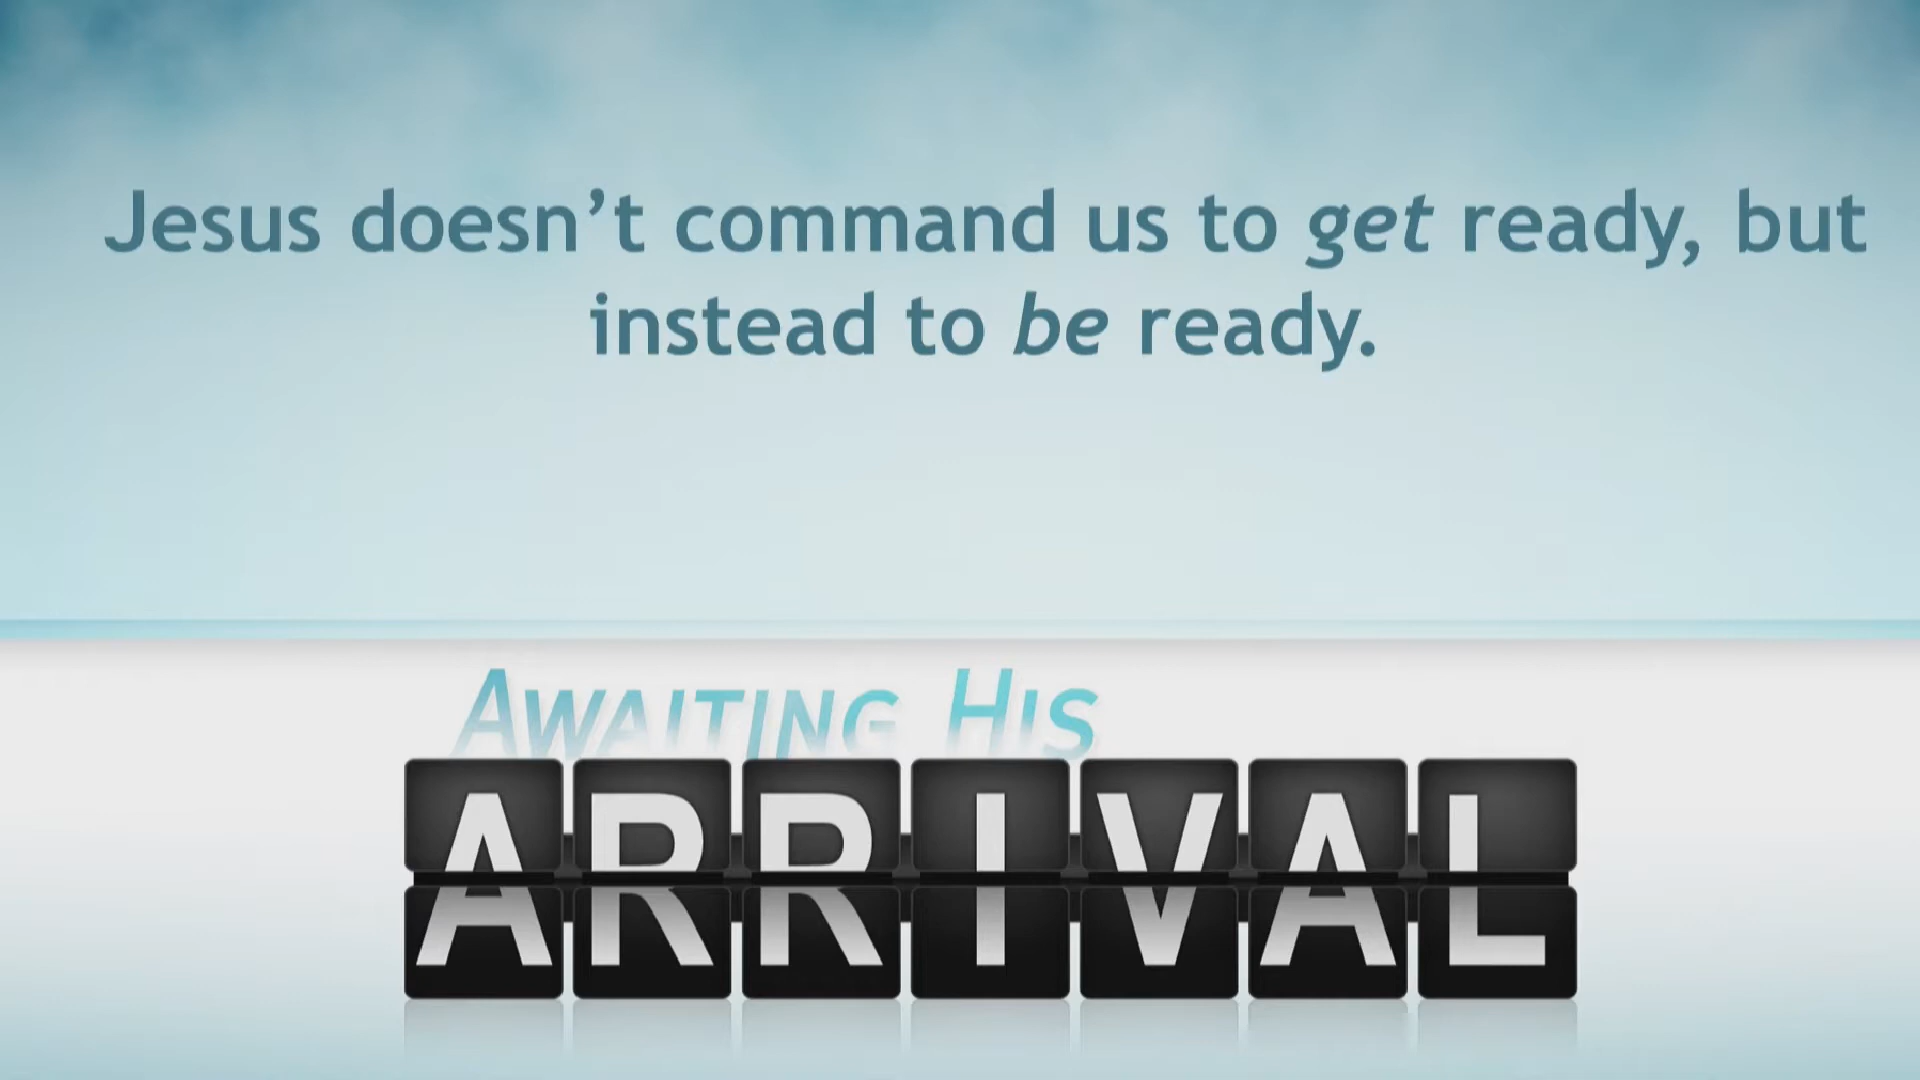 Jesus doesn’t command us to get ready, but
instead to be ready.
Awaiting His
ARRIVAL